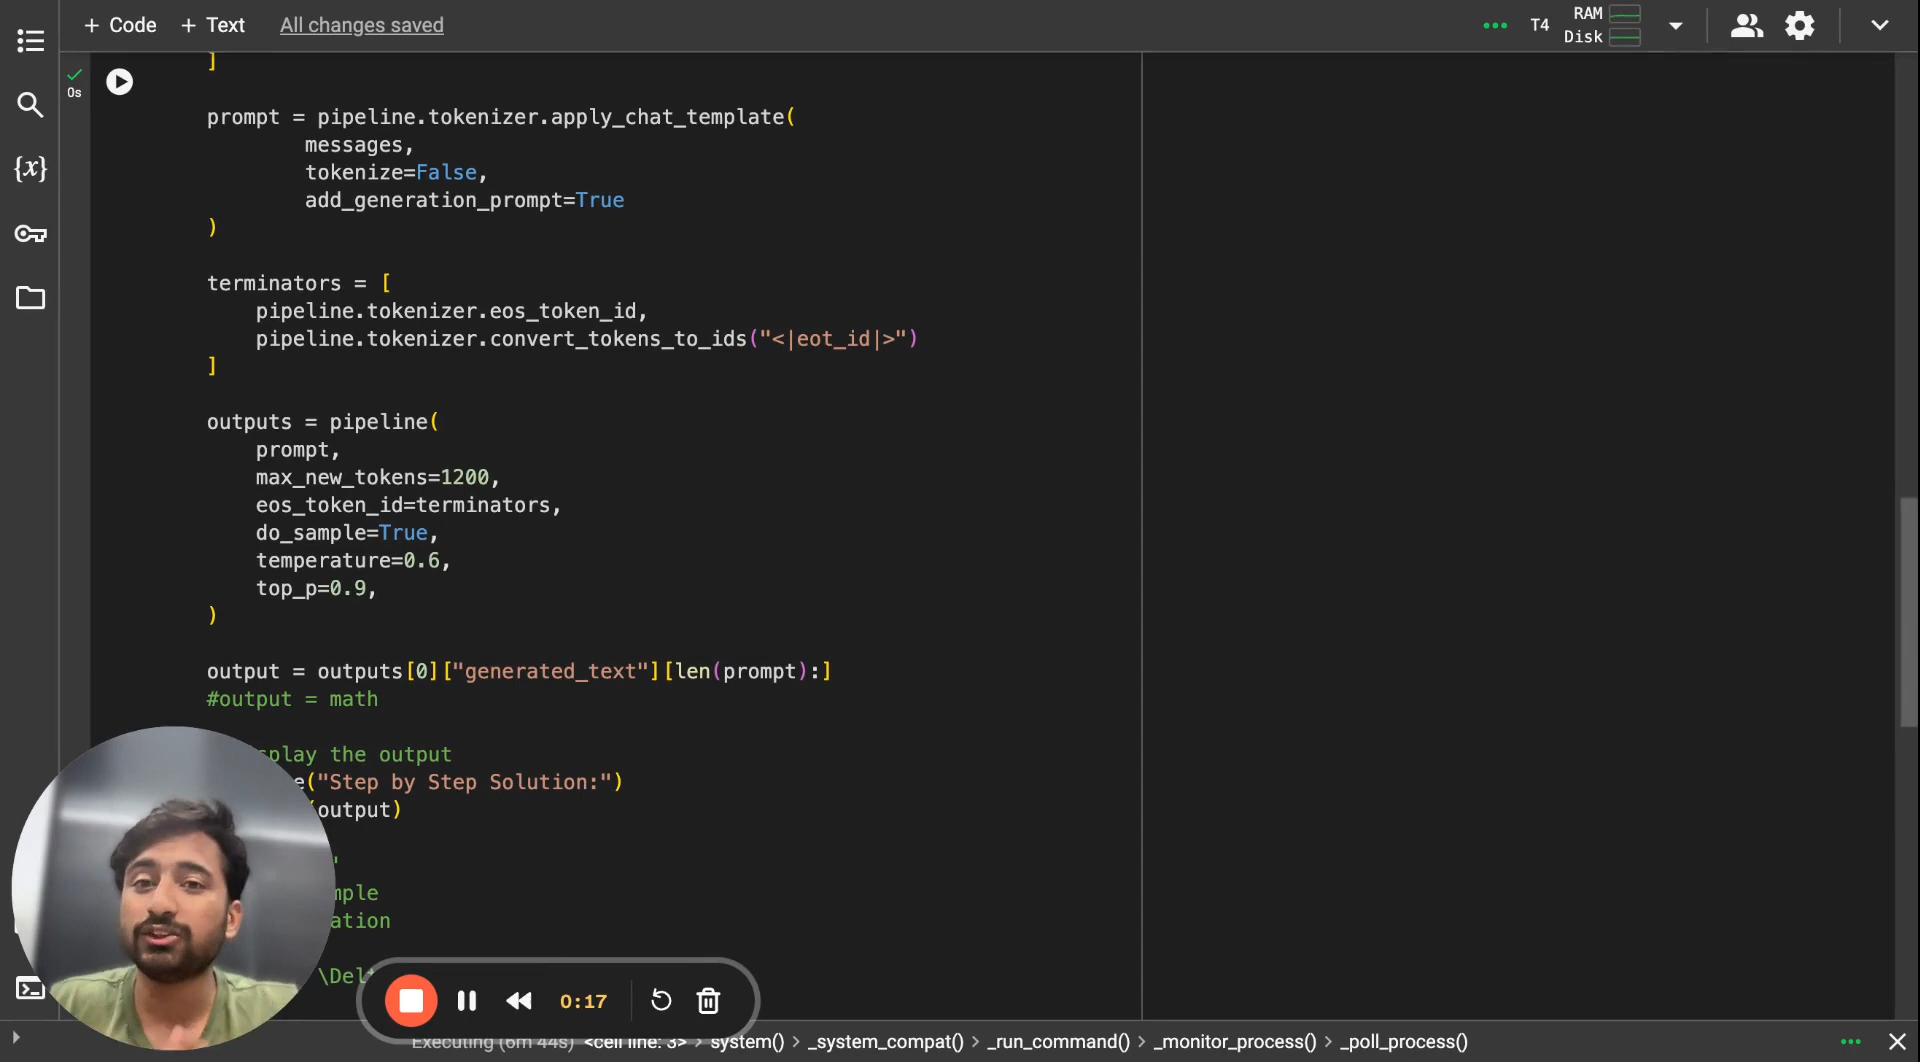 + Code + Text All changes saved
T4 RAM
Disk
{x}
0s
]
prompt = pipeline.tokenizer.apply_chat_template(
messages,
tokenize=False,
add_generation_prompt=True
)
terminators = [
pipeline.tokenizer.eos_token_id,
pipeline.tokenizer.convert_tokens_to_ids("<|eot_id|>")
]
outputs = pipeline(
prompt,
max_new_tokens=1200,
eos_token_id=terminators,
do_sample=True,
temperature=0.6,
top_p=0.9,
)
output = outputs[0]["generated_text"][len(prompt):]
#output = math
splay the output
e("Step by Step Solution:")
(output)
'
mple
ation
\Delt
0:17
Executing (6m 44s) <cell line: 3> > system() > _system_compat() > _run_command() > _monitor_process() > _poll_process()